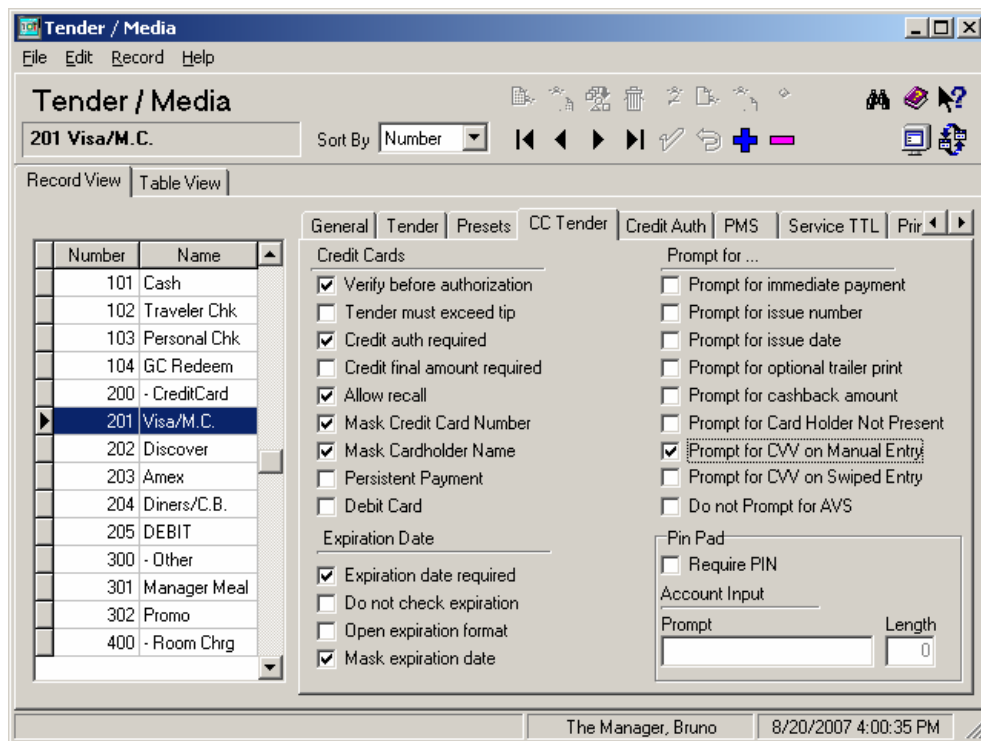 Tender / Media
File Edit Record Help
Tender / Media
201 Visa/M.C.
Sort By Number
Record View Table View
General Tender Presets CC Tender Credit Auth PMS Service TTL
Number Name
101 Cash
102 Traveler Chk
103 Personal Chk
104 GC Redeem
200 - CreditCard
201 Visa/M.C.
202 Discover
203 Amex
204 Diners/C.B.
205 DEBIT
300 - Other
301 Manager Meal
302 Promo
400 - Room Chrg
Credit Cards
Verify before authorization
Tender must exceed tip
Credit auth required
Credit final amount required
Allow recall
Mask Credit Card Number
Mask Cardholder Name
Persistent Payment
Debit Card
Expiration Date
Expiration date required
Do not check expiration
Open expiration format
Mask expiration date
Prompt for ...
Prompt for immediate payment
Prompt for issue number
Prompt for issue date
Prompt for optional trailer print
Prompt for cashback amount
Prompt for Card Holder Not Present
Prompt for CVV on Manual Entry
Prompt for CVV on Swiped Entry
Do not Prompt for AVS
Pin Pad
Require PIN
Account Input
Prompt Length
0
The Manager, Bruno 8/20/2007 4:00:35 PM